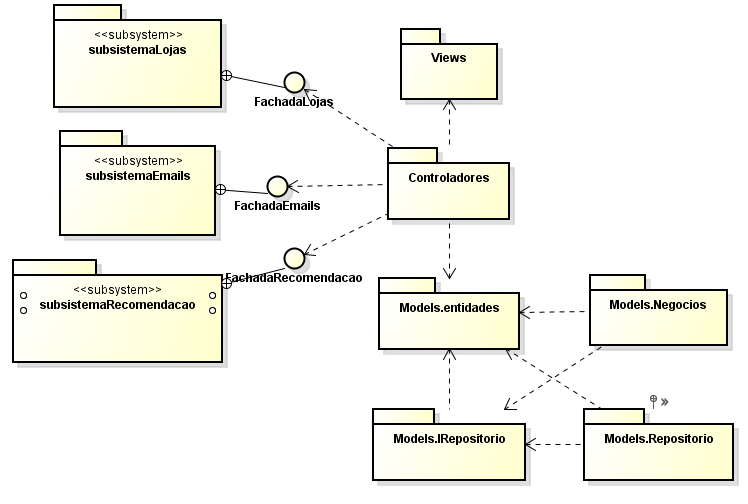 <<subsystem>>
subsistemaLojas
FachadaLojas
Views
<<subsystem>>
subsistemaEmails
FachadaEmails
Controladores
<<subsystem>>
subsistemaRecomendacao
FachadaRecomendacao
Models.entidades
Models.Negocios
Models.IRepositorio
Models.Repositorio